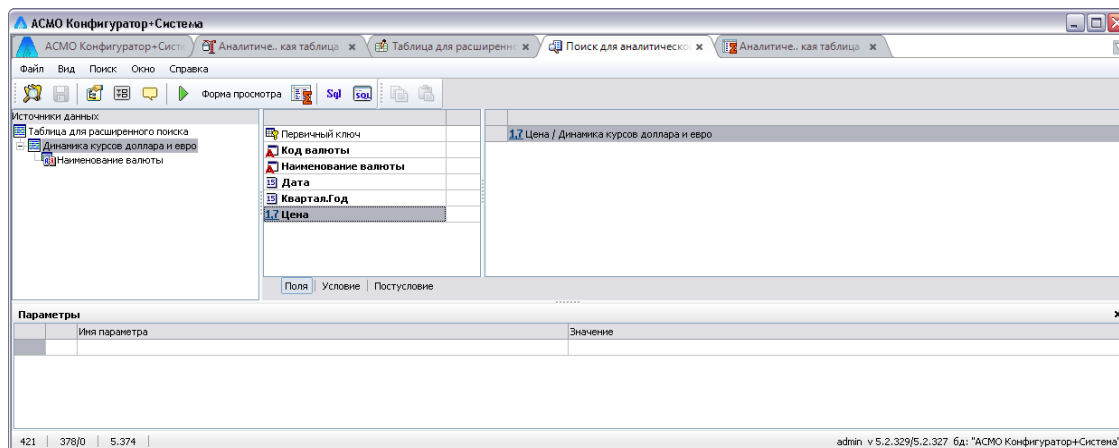 АСМО Конфигуратор+Система
АСМО Конфигуратор+Систе Аналитиче.. кая таблица Таблица для расширенно Поиск для аналитическо Аналитиче.. кая таблица
Файл Вид Поиск Окно Справка
Форма просмотра Sql SQL
Источники данных
Таблица для расширенного поиска
Динамика курсов доллара и евро
Наименование валюты
Первичный ключ
Код валюты
Наименование валюты
15 Дата
15 Квартал.Год
1,7 Цена
1,7 Цена / Динамика курсов доллара и евро
Поля Условие Постусловие
Параметры
Имя параметра Значение
421 378/0 5.374 admin v 5.2.329/5.2.327 бд: "АСМО Конфигуратор+Система"